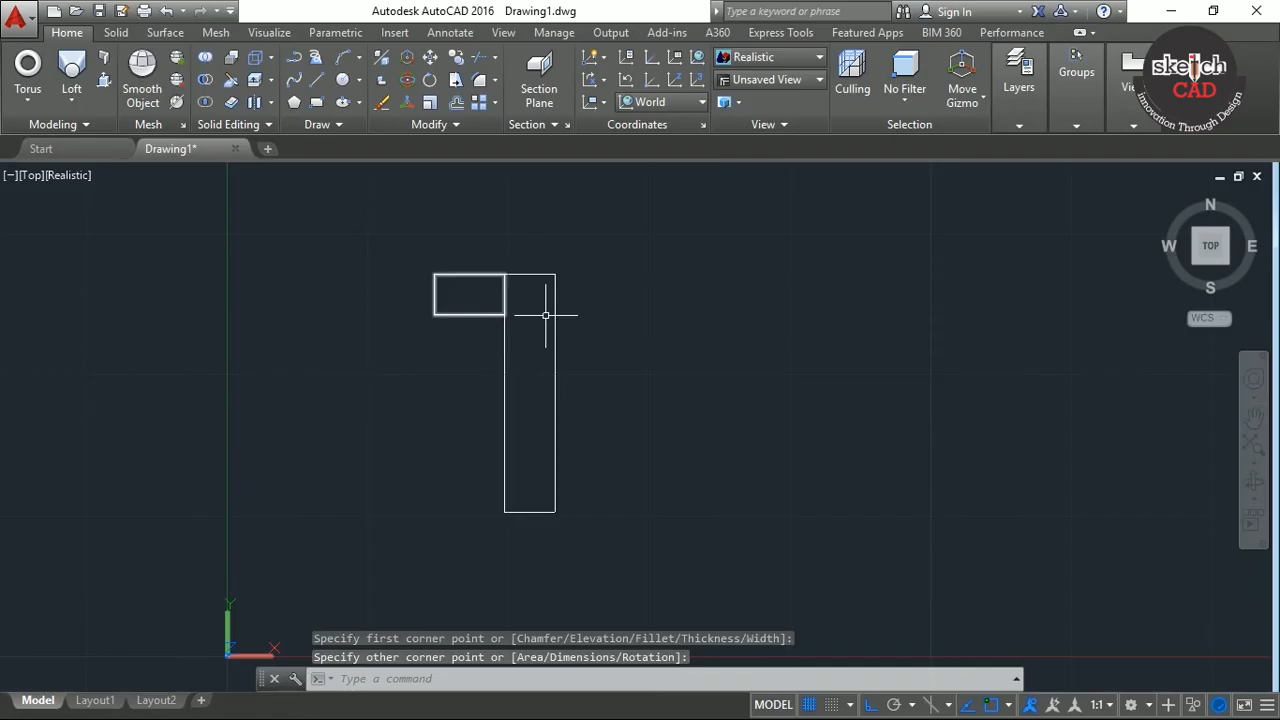 Autodesk AutoCAD 2016 Drawing1.dwg
Type a keyword or phrase
Sign In
Home Solid Surface Mesh Visualize Parametric Insert Annotate View Manage Output Add-ins A360 Express Tools Featured Apps BIM 360 Performance
Torus
Loft
Smooth
Object
Section
Plane
Realistic
Unsaved View
World
Culling
No Filter
Move
Gizmo
Layers
Groups
Modeling
Mesh
Solid Editing
Draw
Modify
Section
Coordinates
View
Selection
sketch
CAD
Innovation Through Design
Start
Drawing1*
[−][Top][Realistic]
N
W
TOP
E
S
WCS
Y
Z
X
Specify first corner point or [Chamfer/Elevation/Fillet/Thickness/Width]:
Specify other corner point or [Area/Dimensions/Rotation]:
Type a command
Model Layout1 Layout2
MODEL
1:1